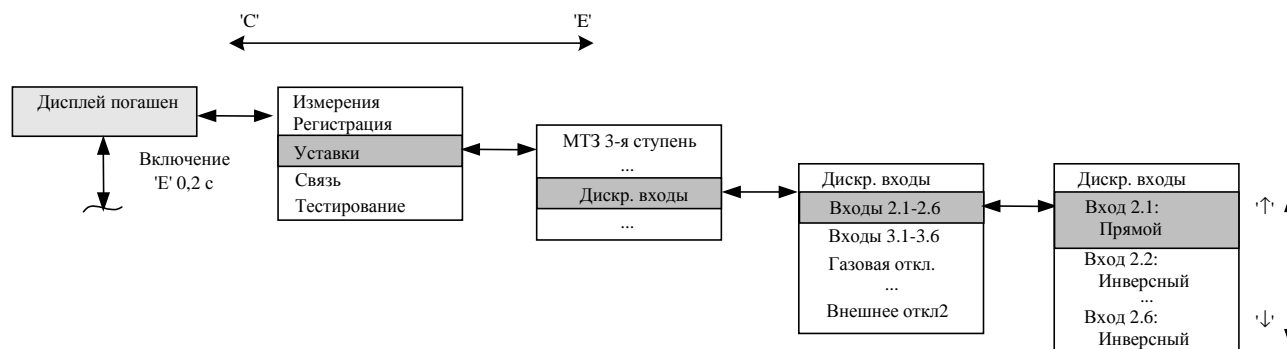 'C'
'E'
Дисплей погашен
Включение
'E' 0,2 с
Измерения
Регистрация
Уставки
Связь
Тестирование
МТЗ 3-я ступень
...
Дискр. входы
...
Дискр. входы
Входы 2.1-2.6
Входы 3.1-3.6
Газовая откл.
...
Внешнее откл2
Дискр. входы
Вход 2.1:
Прямой
Вход 2.2:
Инверсный
...
Вход 2.6:
Инверсный
'↑'
'↓'